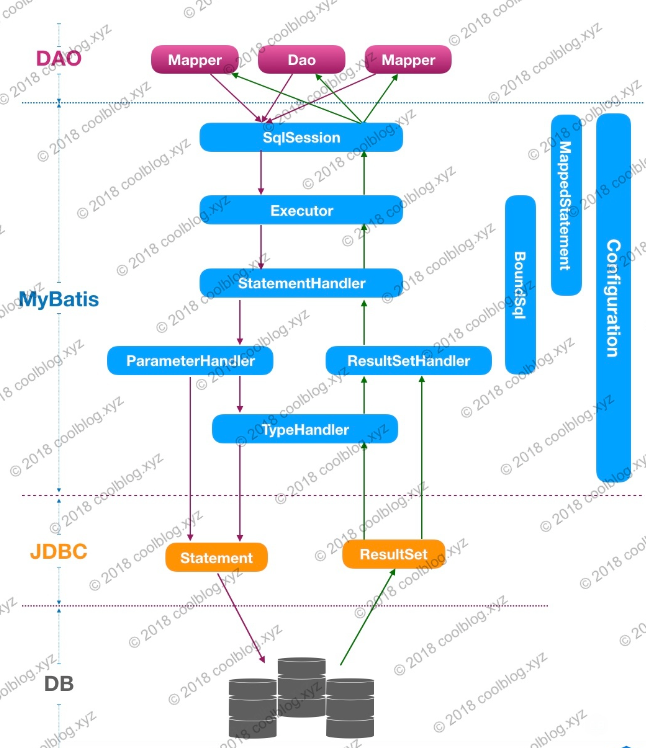 DAO
Mapper
Dao
Mapper
SqlSession
Executor
StatementHandler
MyBatis
ParameterHandler
ResultSetHandler
TypeHandler
BoundSql
MappedStatement
Configuration
JDBC
Statement
ResultSet
DB
© 2018 coolblog.xyz